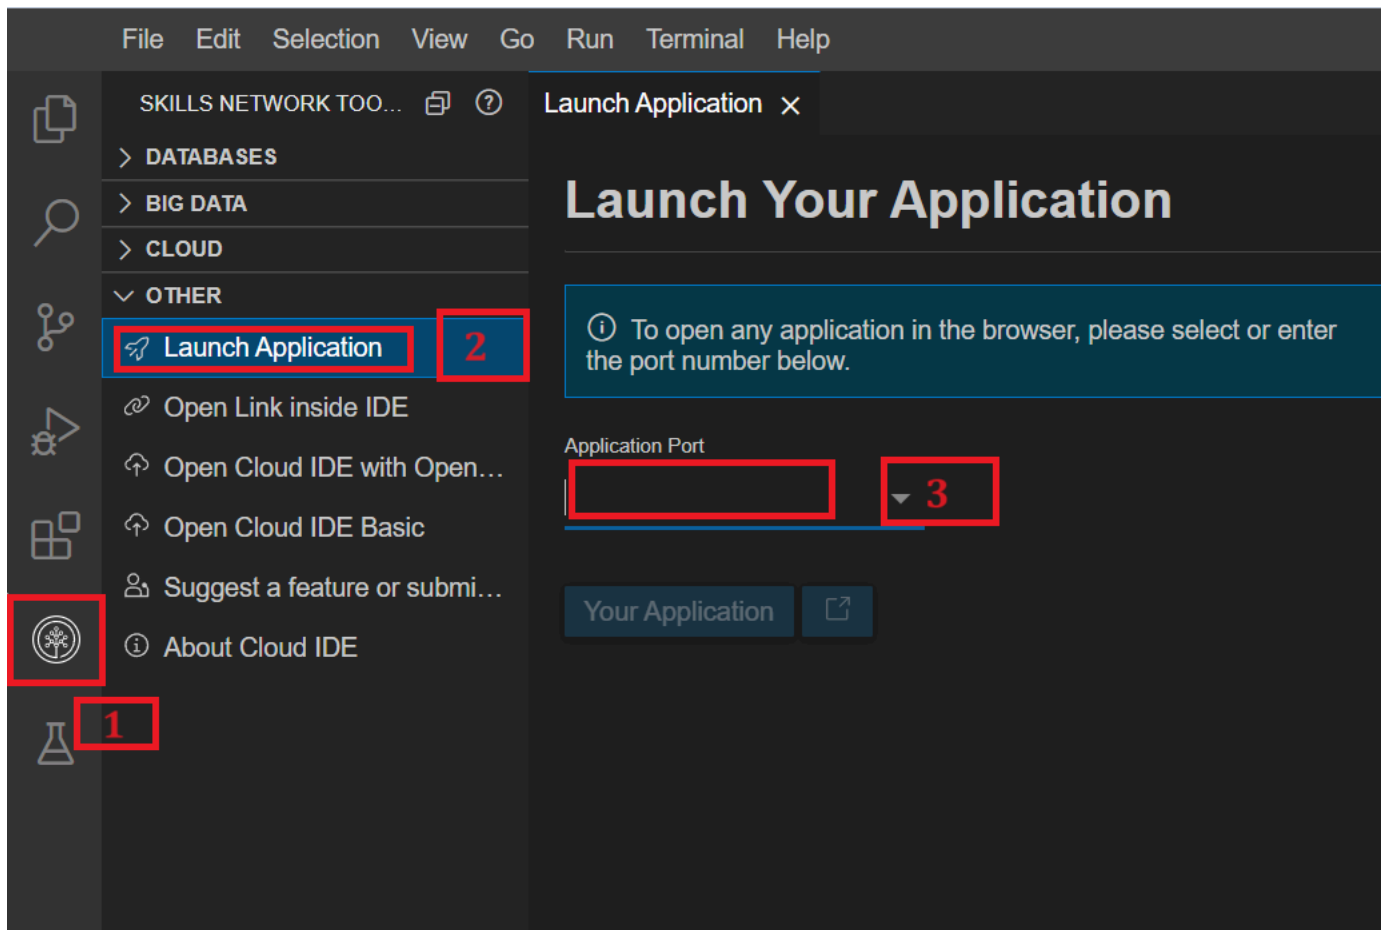 File Edit Selection View Go Run Terminal Help
SKILLS NETWORK TOO...
Launch Application
DATABASES
BIG DATA
CLOUD
OTHER
Launch Application 2
Open Link inside IDE
Open Cloud IDE with Open...
Open Cloud IDE Basic
Suggest a feature or submi...
About Cloud IDE
1
Launch Your Application
To open any application in the browser, please select or enter
the port number below.
Application Port
3
Your Application